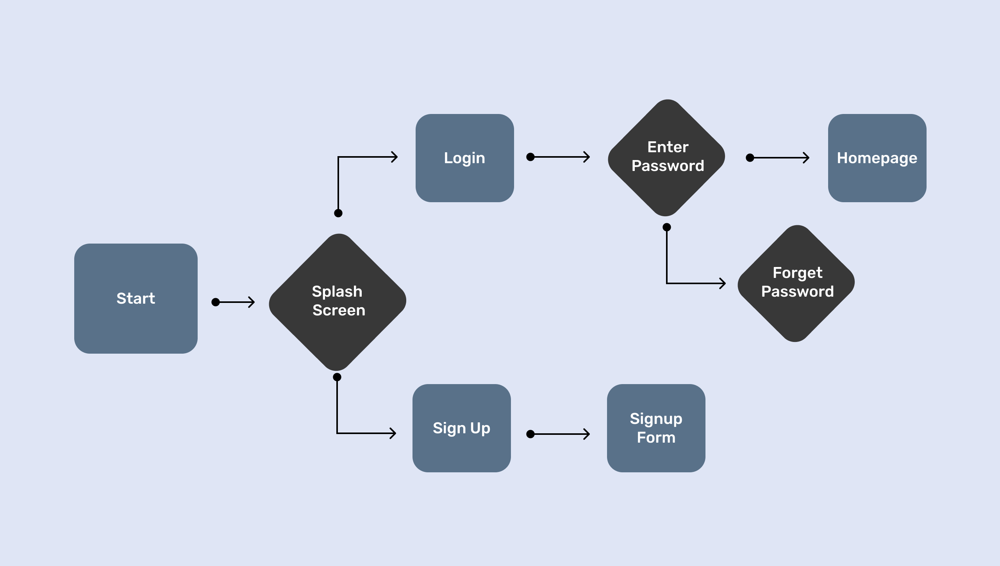 Start
Splash
Screen
Login
Enter
Password
Homepage
Forget
Password
Sign Up
Signup
Form